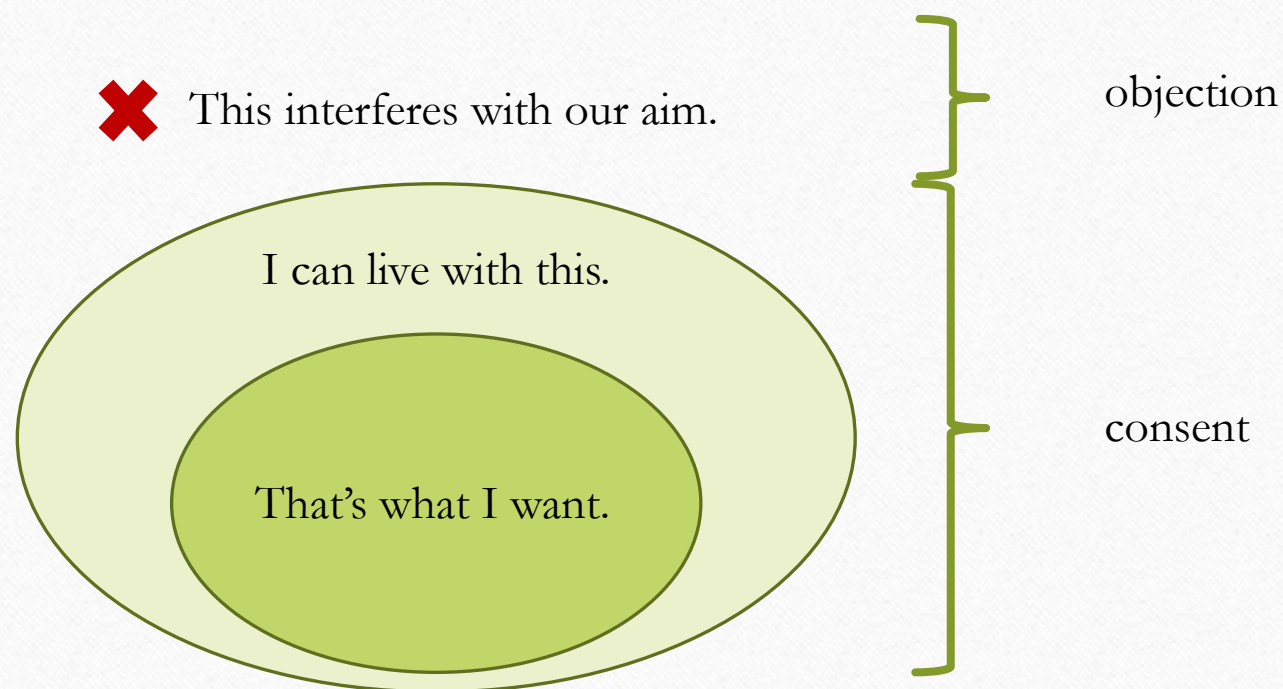 This interferes with our aim.
objection
I can live with this.
consent
That’s what I want.